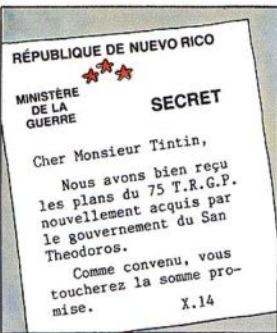 RÉPUBLIQUE DE NUEVO RICO
MINISTÈRE
DE LA
GUERRE
SECRET
Cher Monsieur Tintin,
Nous avons bien reçu
les plans du 75 T.R.G.P.
nouvellement acquis par
le gouvernement du San
Theodoros.
Comme convenu, vous
toucherez la somme pro-
mise.
X.14